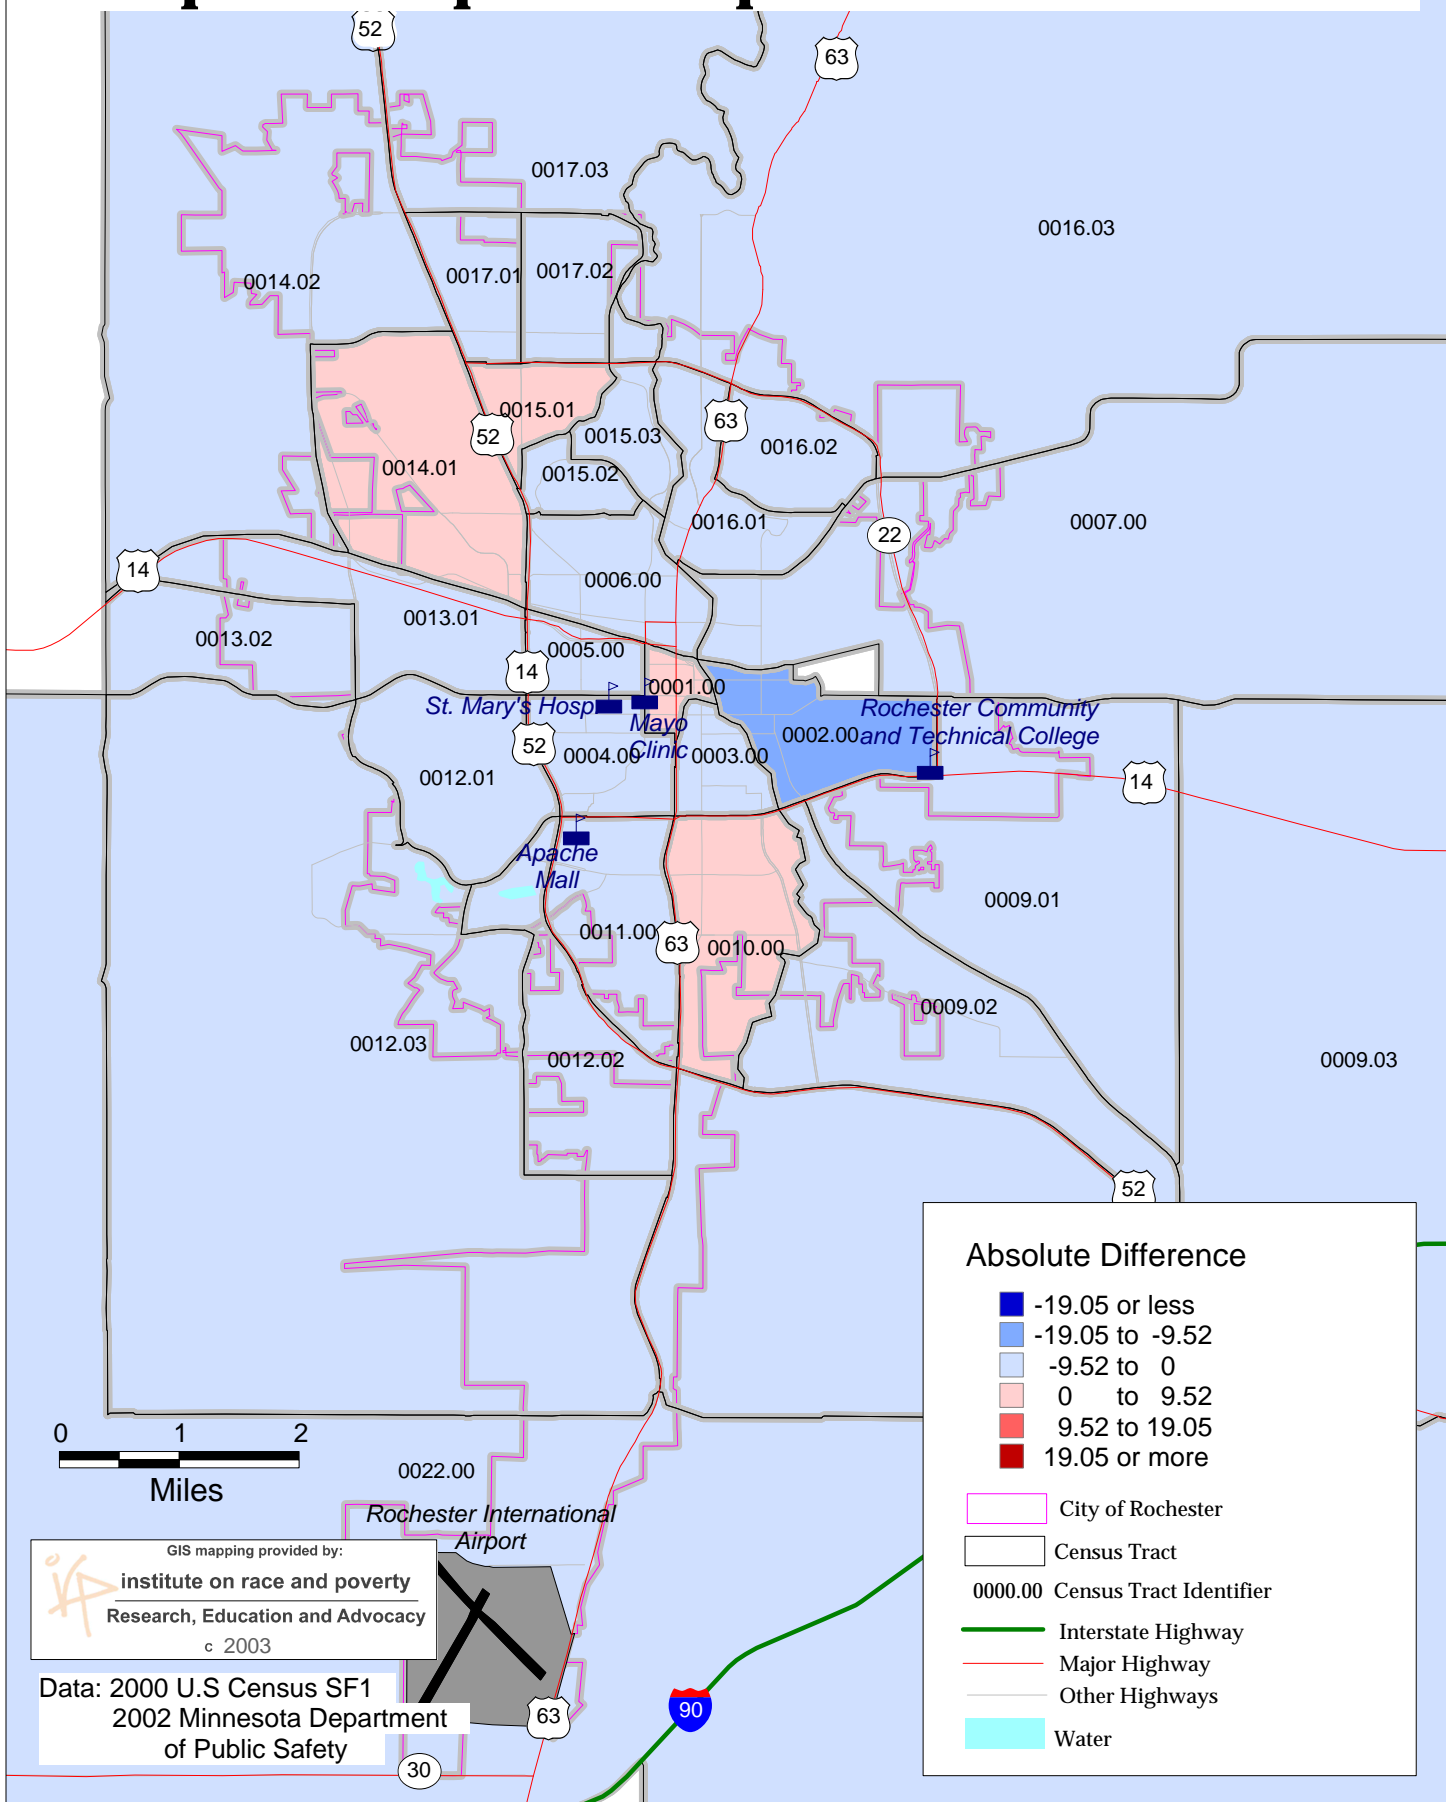 52
63
0017.03
0016.03
0017.01
0017.02
0014.02
0015.01
52
63
0015.03
0016.02
0014.01
0015.02
0016.01
22
0007.00
14
0006.00
0013.01
0013.02
0005.00
14
0001.00
St. Mary's Hosp
Mayo
Clinic
Rochester Community
and Technical College
0002.00
52
0004.00
0003.00
0012.01
14
Apache
Mall
0009.01
0011.00
63
0010.00
0009.02
0012.03
0012.02
0009.03
52
Absolute Difference
-19.05 or less
-19.05 to -9.52
-9.52 to 0
0 to 9.52
9.52 to 19.05
19.05 or more
City of Rochester
Census Tract
0000.00 Census Tract Identifier
Interstate Highway
Major Highway
Other Highways
Water
0 1 2
Miles
0022.00
Rochester International
Airport
GIS mapping provided by:
institute on race and poverty
Research, Education and Advocacy
c 2003
Data: 2000 U.S Census SF1
2002 Minnesota Department
of Public Safety
63
90
30